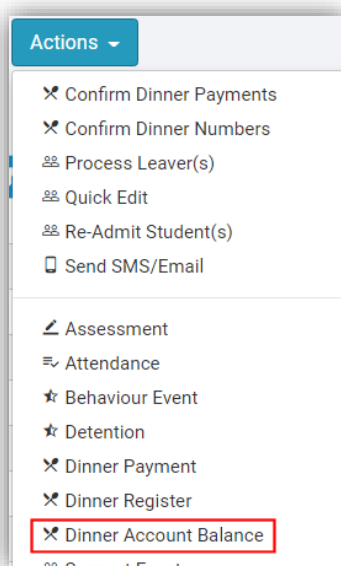 Actions
Confirm Dinner Payments
Confirm Dinner Numbers
Process Leaver(s)
Quick Edit
Re-Admit Student(s)
Send SMS/Email
Assessment
Attendance
Behaviour Event
Detention
Dinner Payment
Dinner Register
Dinner Account Balance